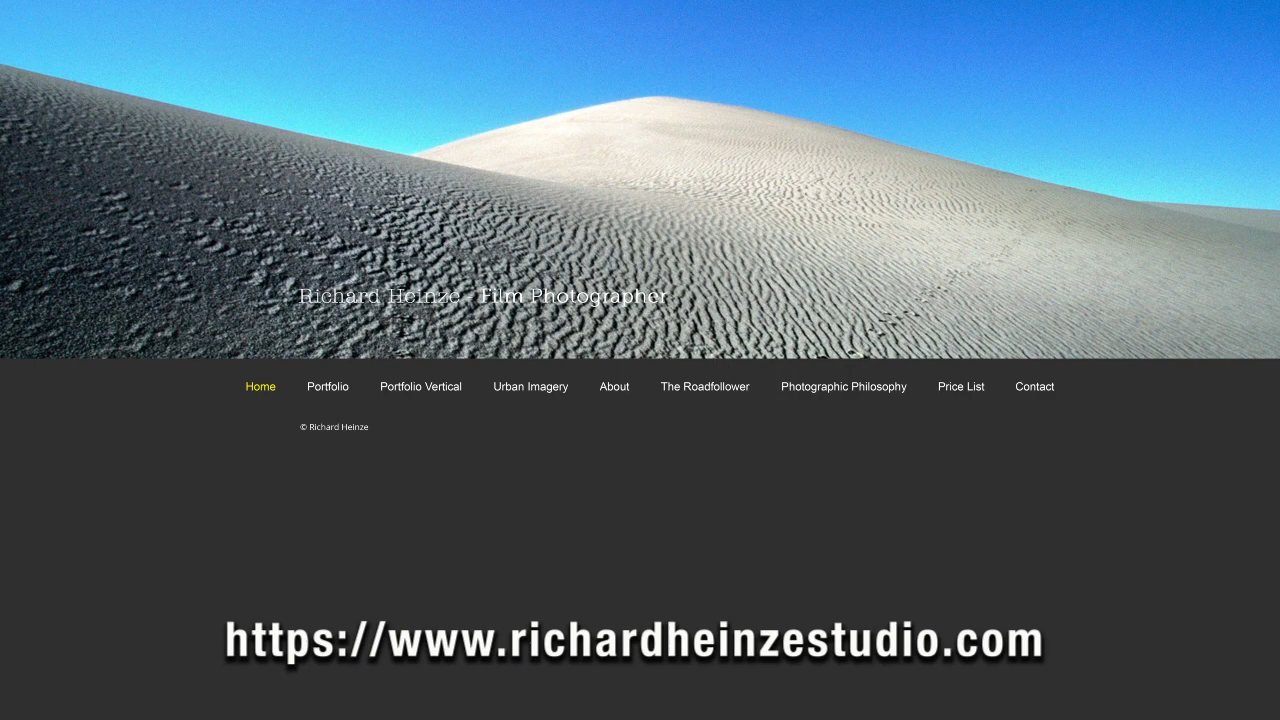 Richard Heinze - Film Photographer
Home Portfolio Portfolio Vertical Urban Imagery About The Roadfollower Photographic Philosophy Price List Contact
© Richard Heinze
https://www.richardheinzestudio.com